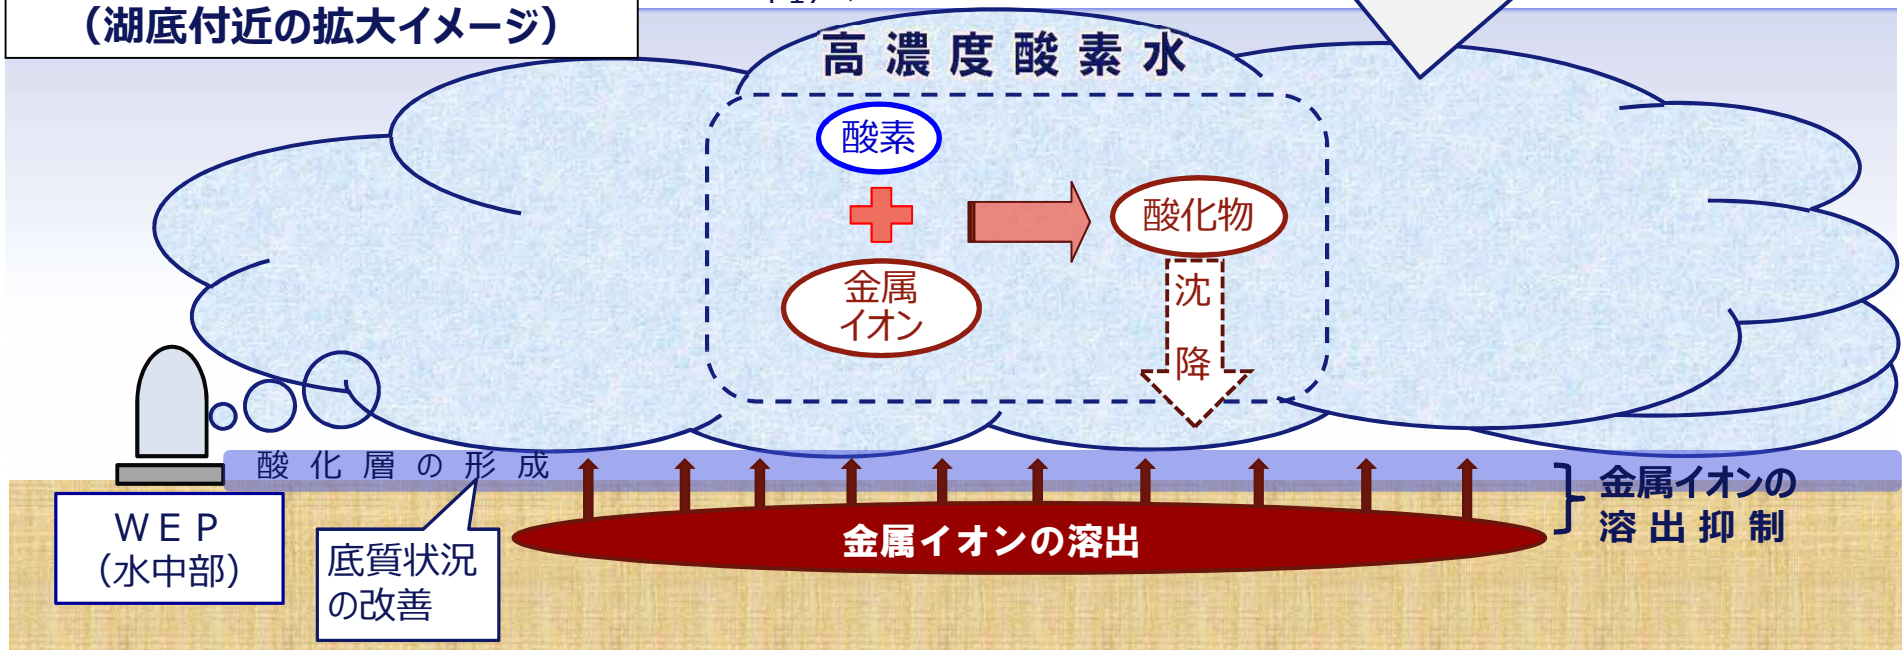 （湖底付近の拡大イメージ）
高濃度酸素水
酸素
金属
イオン
酸化物
沈
降
酸化層の形成
金属イオンの
溶出抑制
金属イオンの溶出
ＷＥＰ
（水中部）
底質状況
の改善